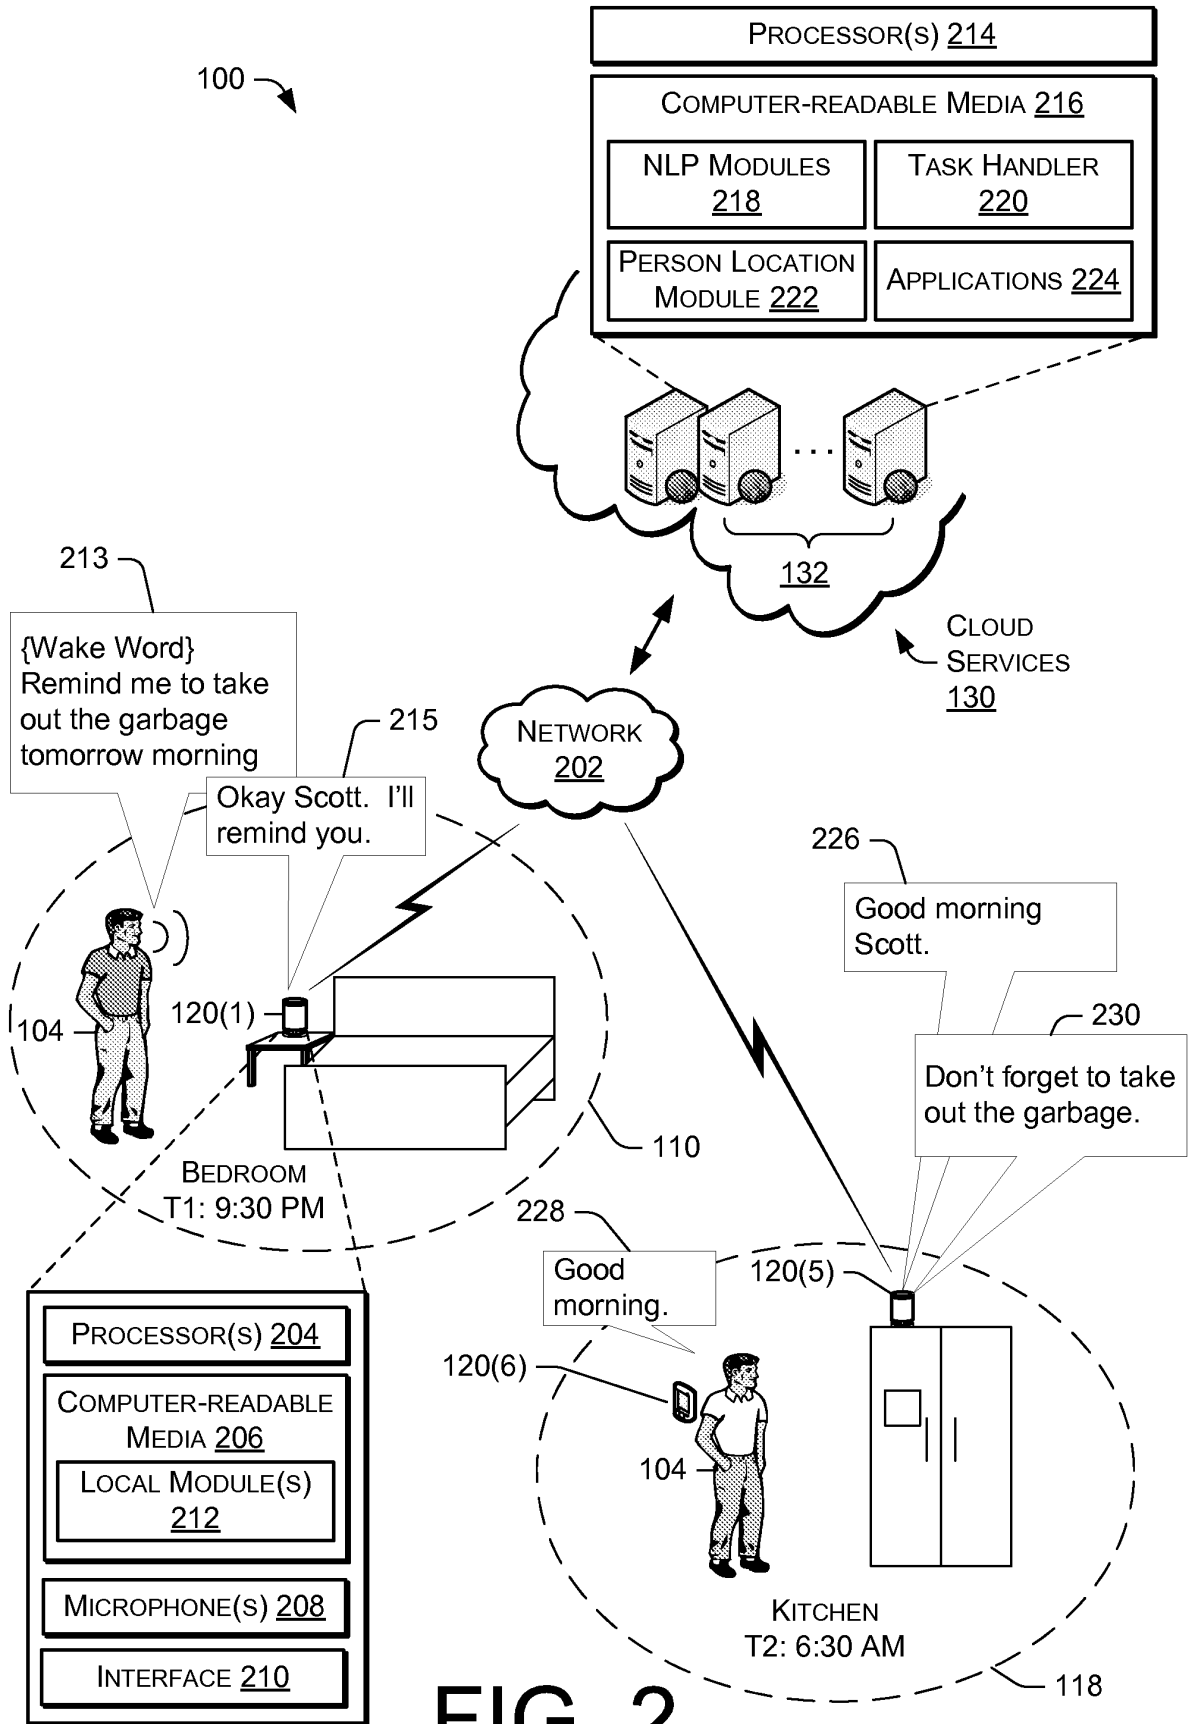 PROCESSOR(S) 214
100
COMPUTER-READABLE MEDIA 216
NLP MODULES
218
TASK HANDLER
220
PERSON LOCATION
MODULE 222
APPLICATIONS 224
...
132
CLOUD
SERVICES
130
213
{Wake Word}
Remind me to take
out the garbage
tomorrow morning
215
Okay Scott. I'll
remind you.
NETWORK
202
104
120(1)
110
BEDROOM
T1: 9:30 PM
226
Good morning
Scott.
230
Don't forget to take
out the garbage.
228
Good
morning.
120(5)
120(6)
104
KITCHEN
T2: 6:30 AM
118
PROCESSOR(S) 204
COMPUTER-READABLE
MEDIA 206
LOCAL MODULE(S)
212
MICROPHONE(S) 208
INTERFACE 210
FIG. 2